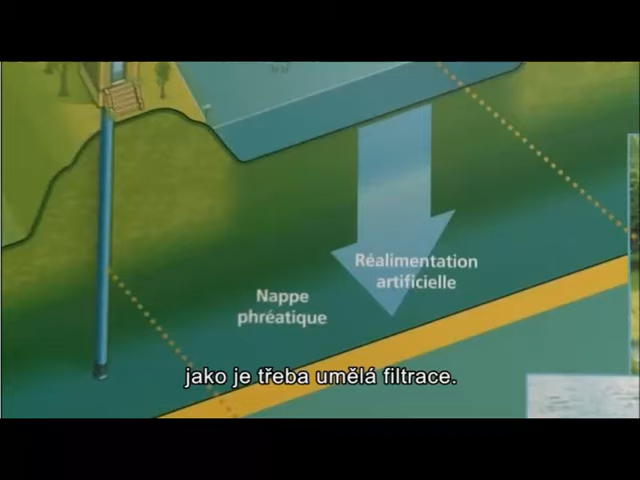 Réalimentation
artificielle
Nappe
phréatique
jako je třeba umělá filtrace.